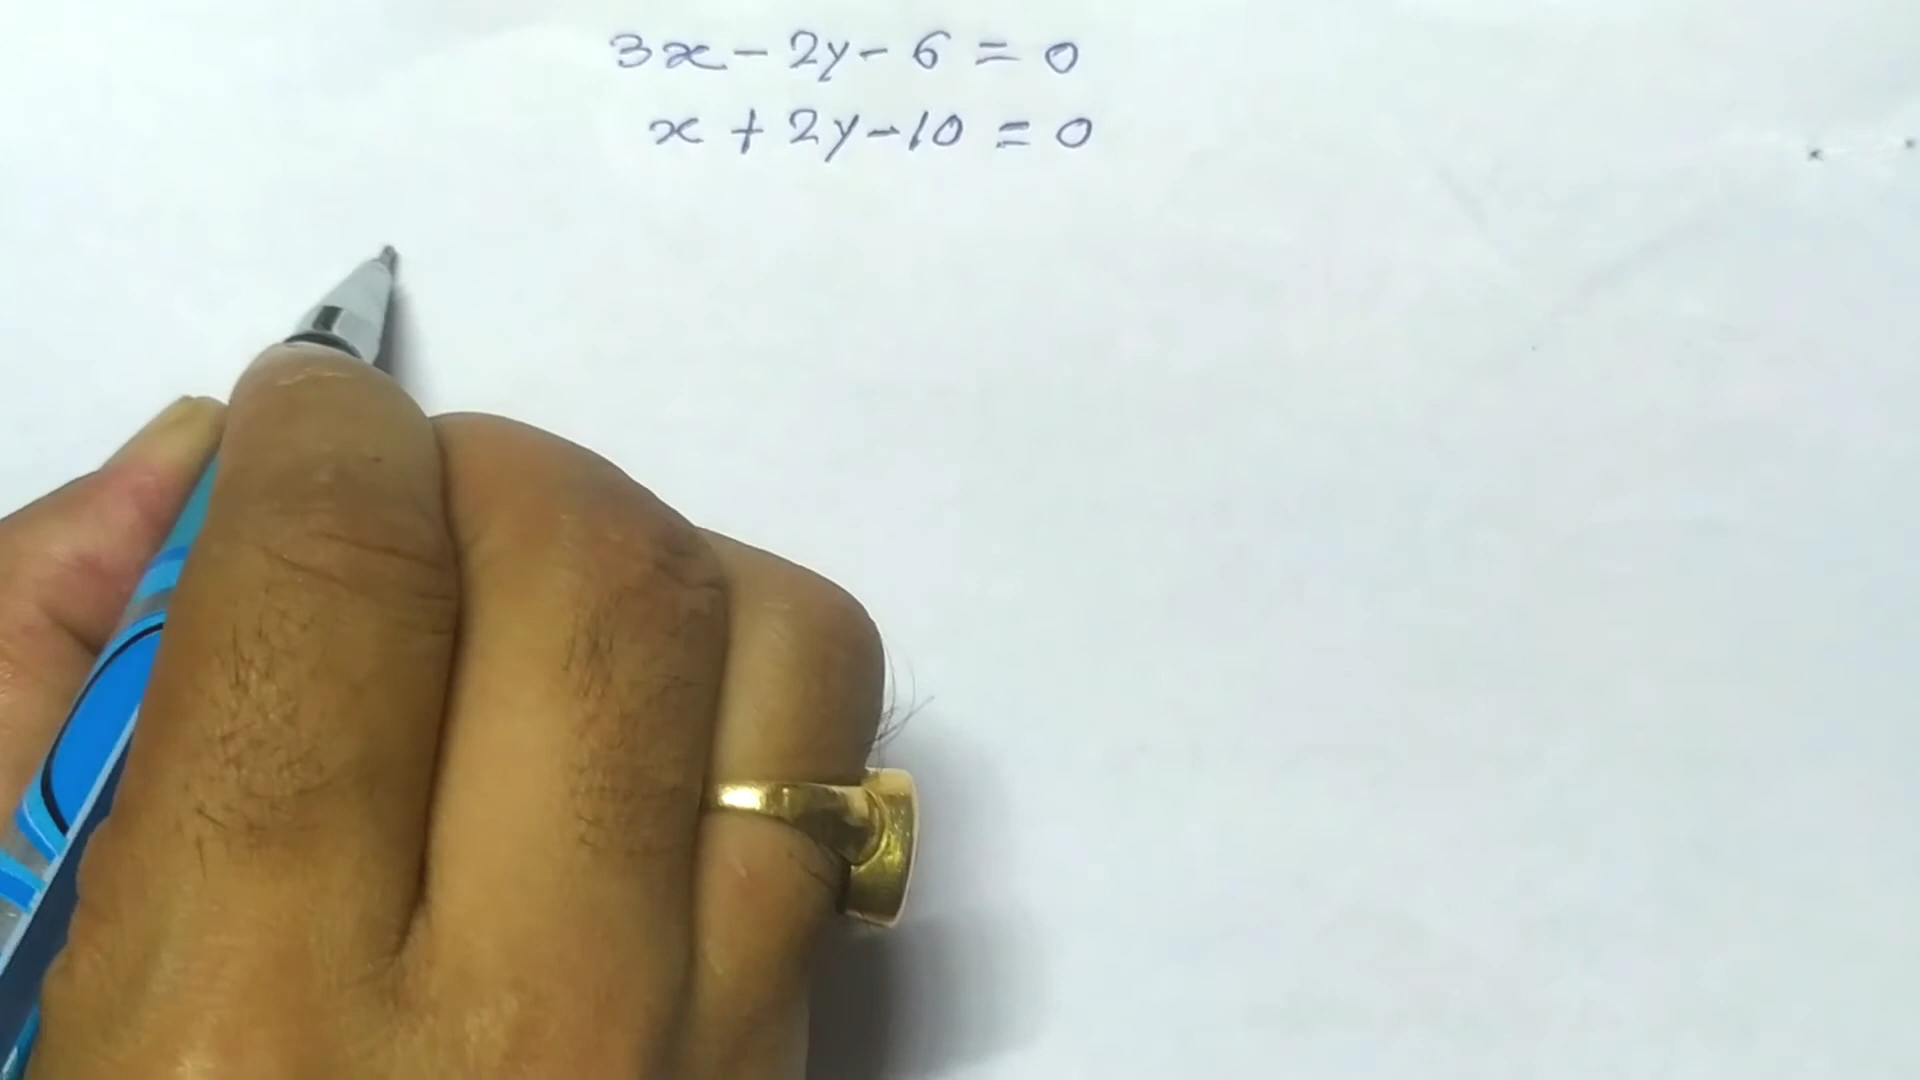 3x - 2y - 6 = 0
x + 2y - 10 = 0